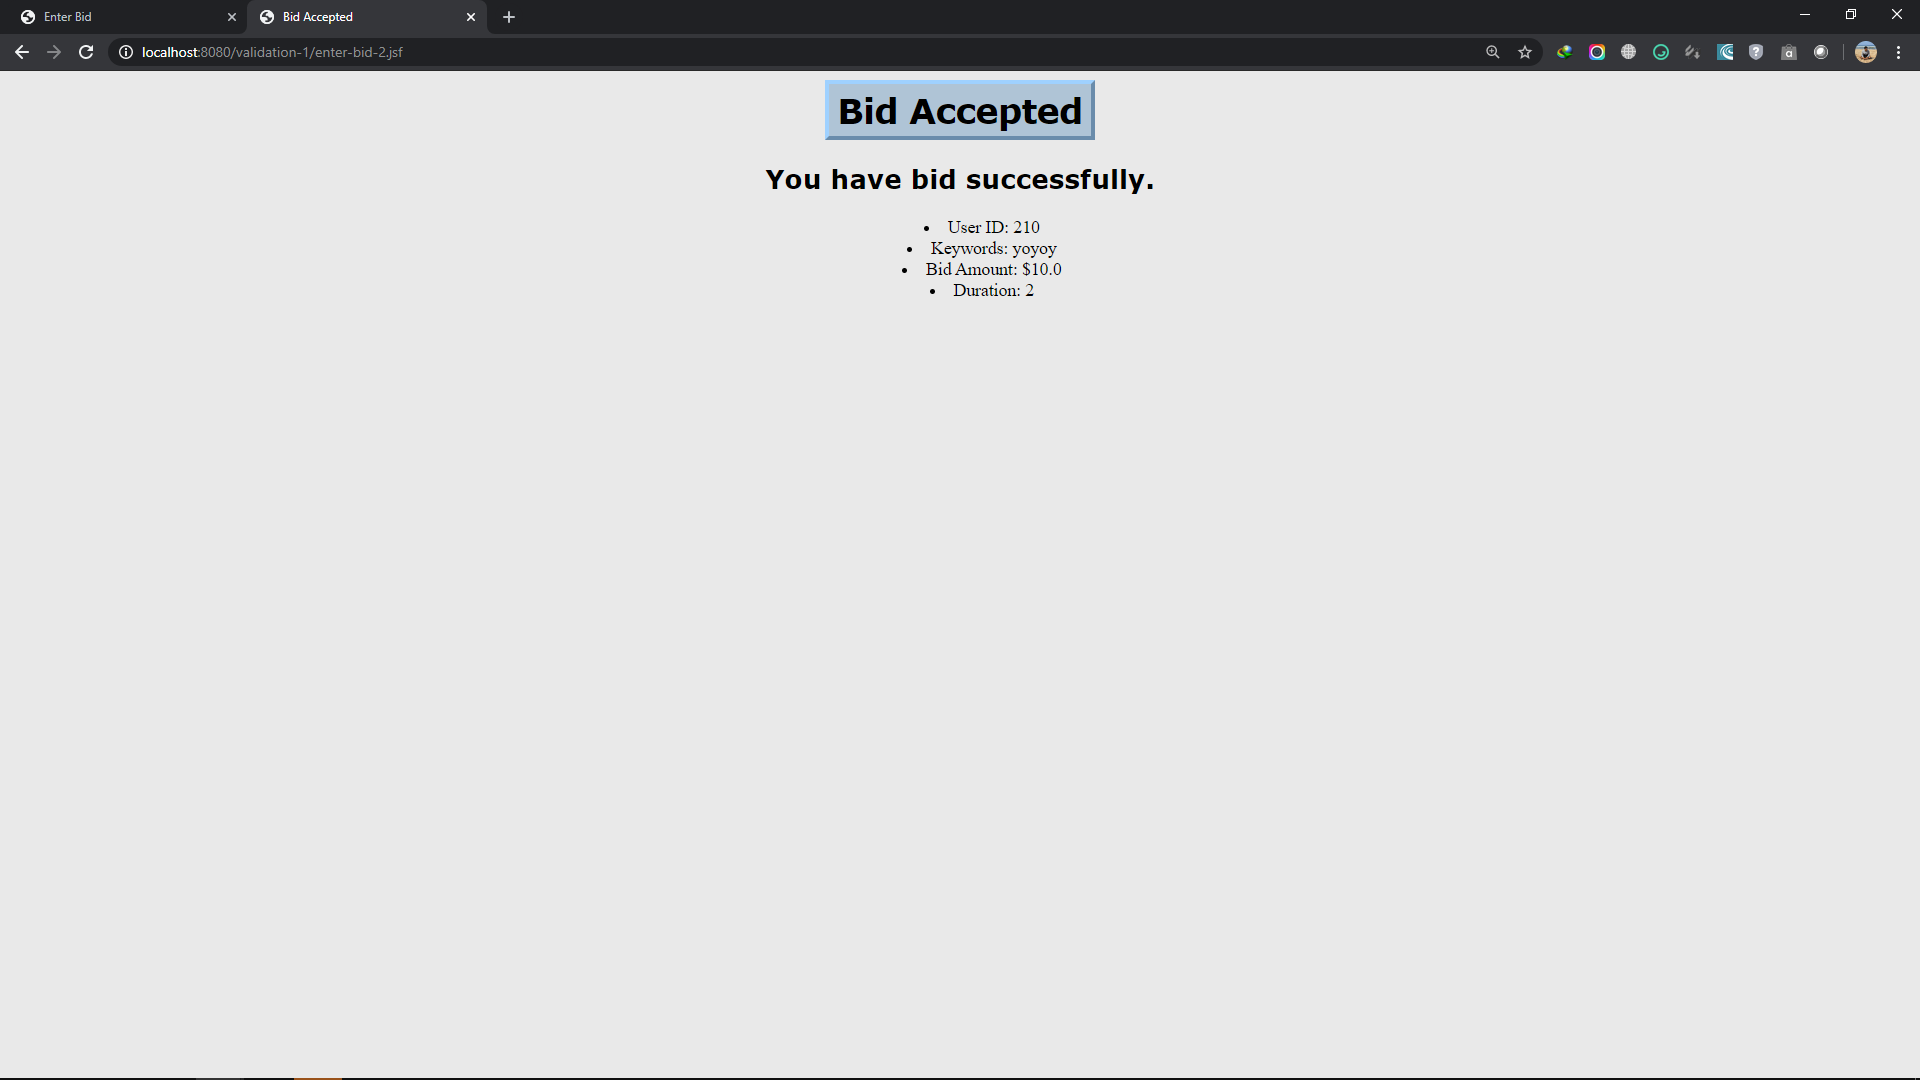 Enter Bid
Bid Accepted
localhost:8080/validation-1/enter-bid-2.jsf
Bid Accepted
You have bid successfully.
• User ID: 210
• Keywords: yoyoy
• Bid Amount: $10.0
• Duration: 2